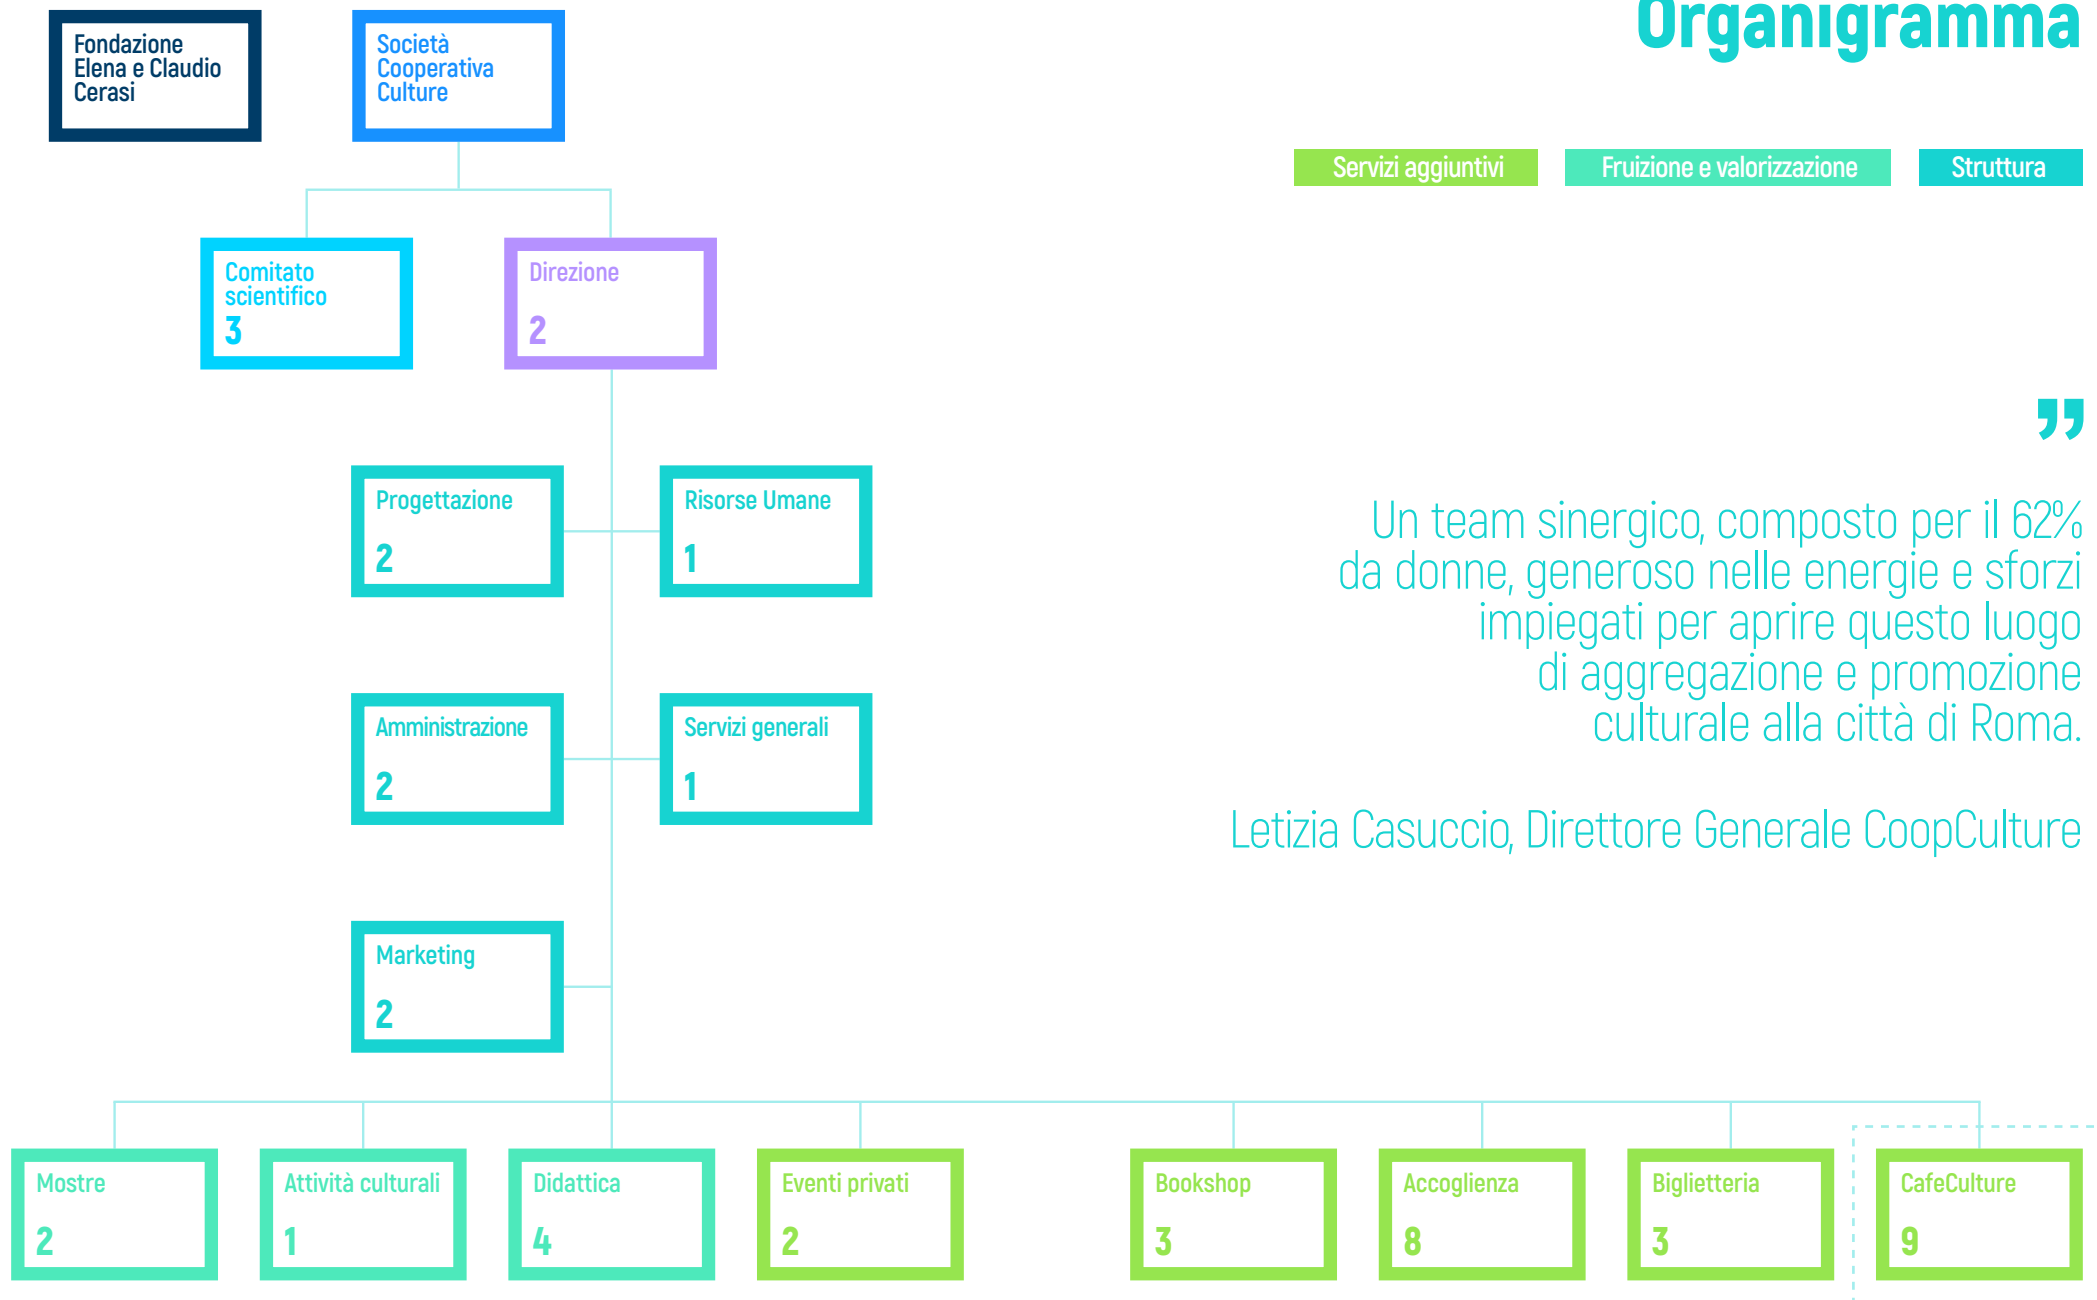 Organigramma
Fondazione
Elena e Claudio
Cerasi
Società
Cooperativa
Culture
Servizi aggiuntivi
Fruizione e valorizzazione
Struttura
Comitato
scientifico
3
Direzione
2
Progettazione
2
Risorse Umane
1
Amministrazione
2
Servizi generali
1
Marketing
2
”
Un team sinergico, composto per il 62%
da donne, generoso nelle energie e sforzi
impiegati per aprire questo luogo
di aggregazione e promozione
culturale alla città di Roma.
Letizia Casuccio, Direttore Generale CoopCulture
Mostre
2
Attività culturali
1
Didattica
4
Eventi privati
2
Bookshop
3
Accoglienza
8
Biglietteria
3
CafeCulture
9